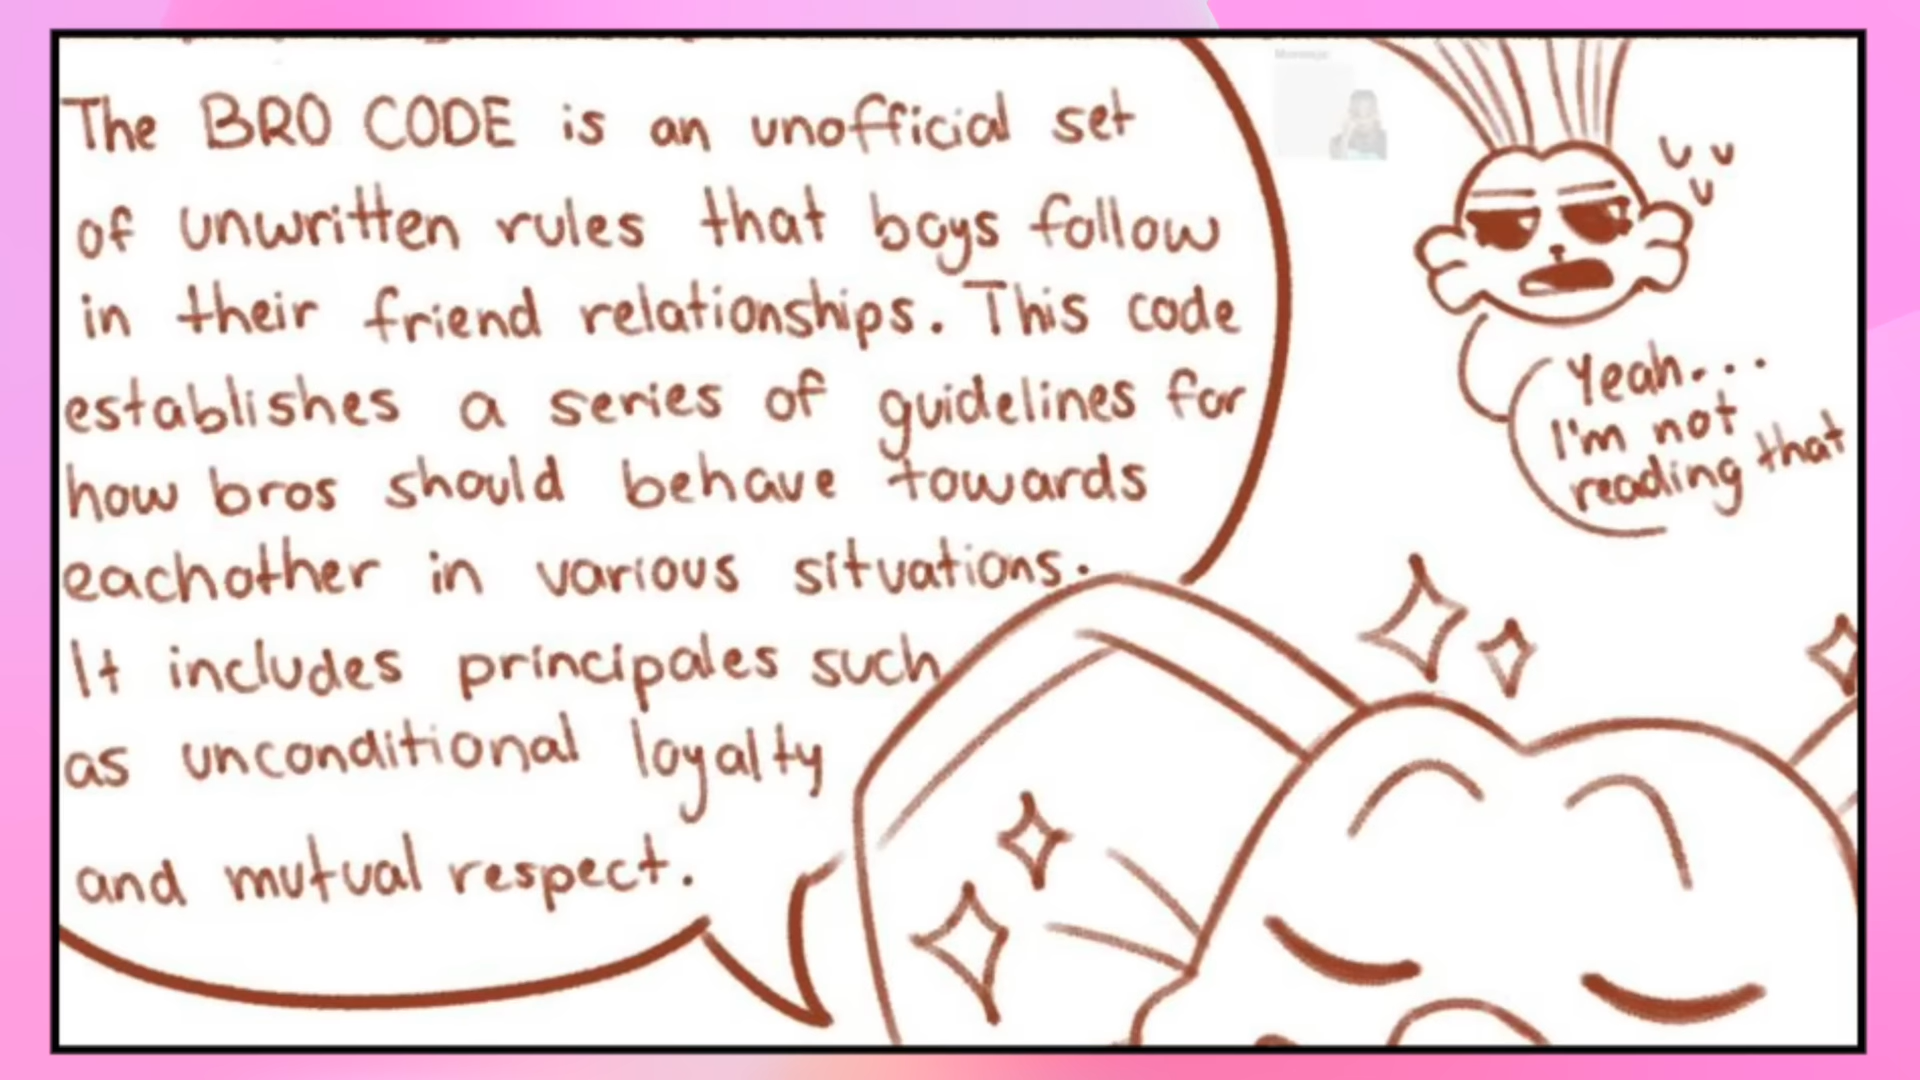 The BRO CODE is an unofficial set
of unwritten rules that boys follow
in their friend relationships. This code
establishes a series of guidelines for
how bros should behave towards
eachother in various situations.
It includes principales such
as unconditional loyalty
and mutual respect.
Yeah...
I'm not
reading that